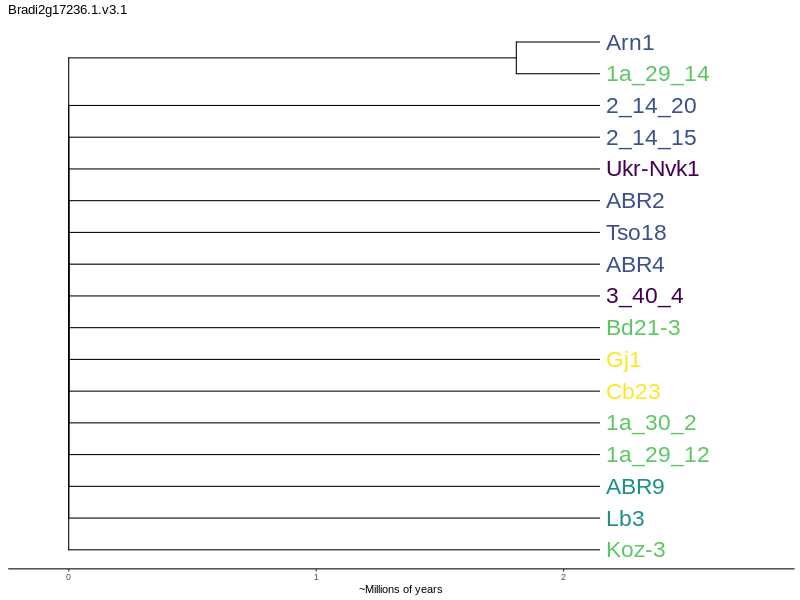 Bradi2g17236.1.v3.1
Arn1
1a_29_14
2_14_20
2_14_15
Ukr-Nvk1
ABR2
Tso18
ABR4
3_40_4
Bd21-3
Gj1
Cb23
1a_30_2
1a_29_12
ABR9
Lb3
Koz-3
0 1 2
~Millions of years